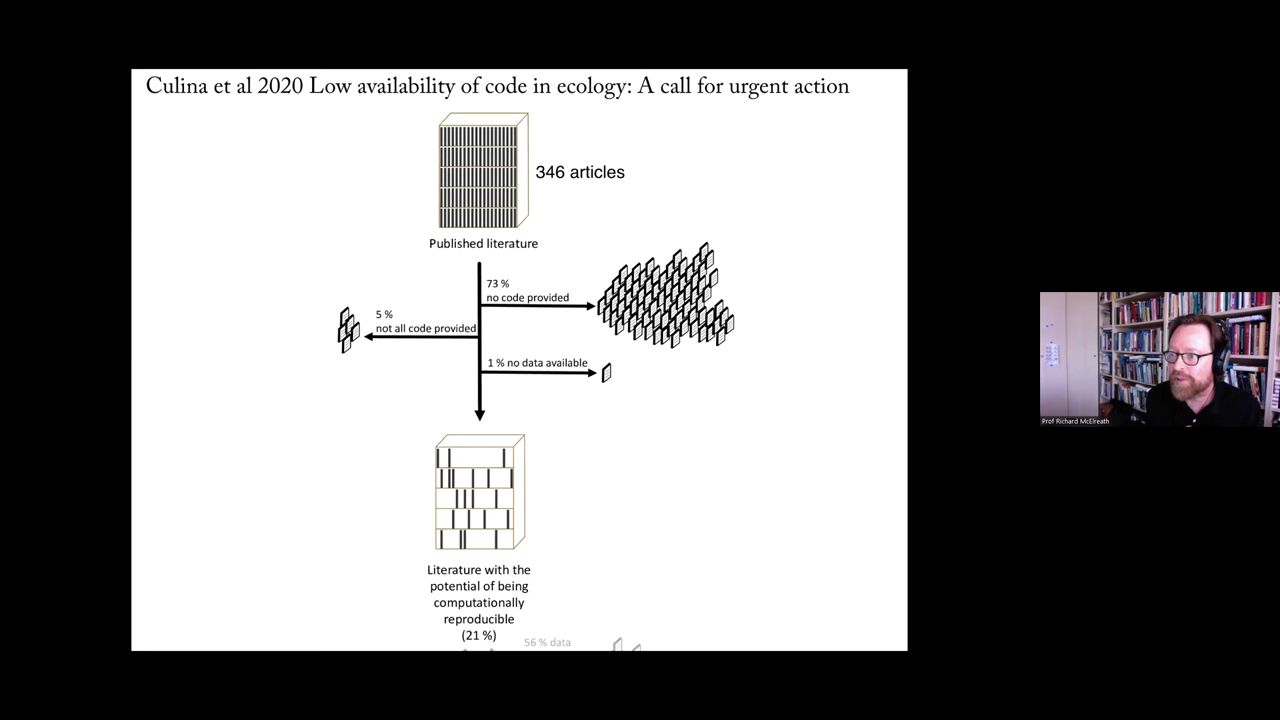 Culina et al 2020 Low availability of code in ecology: A call for urgent action
346 articles
Published literature
73 %
no code provided
5 %
not all code provided
1 % no data available
Literature with the
potential of being
computationally
reproducible
(21 %)
56 % data
Prof Richard McElreath